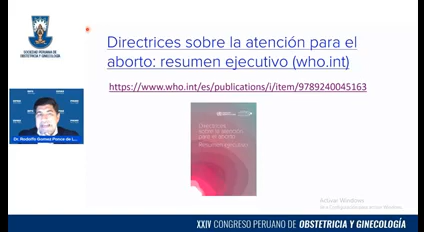 SOCIEDAD PERUANA DE
OBSTETRICIA Y GINECOLOGÍA
Directrices sobre la atención para el
aborto: resumen ejecutivo (who.int)
https://www.who.int/es/publications/i/item/9789240045163
Directrices
sobre la atención
para el aborto
Resumen ejecutivo
Dr. Rodolfo Gomez Ponce de L...
Activar Windows
XXIV CONGRESO PERUANO DE OBSTETRICIA Y GINECOLOGÍA